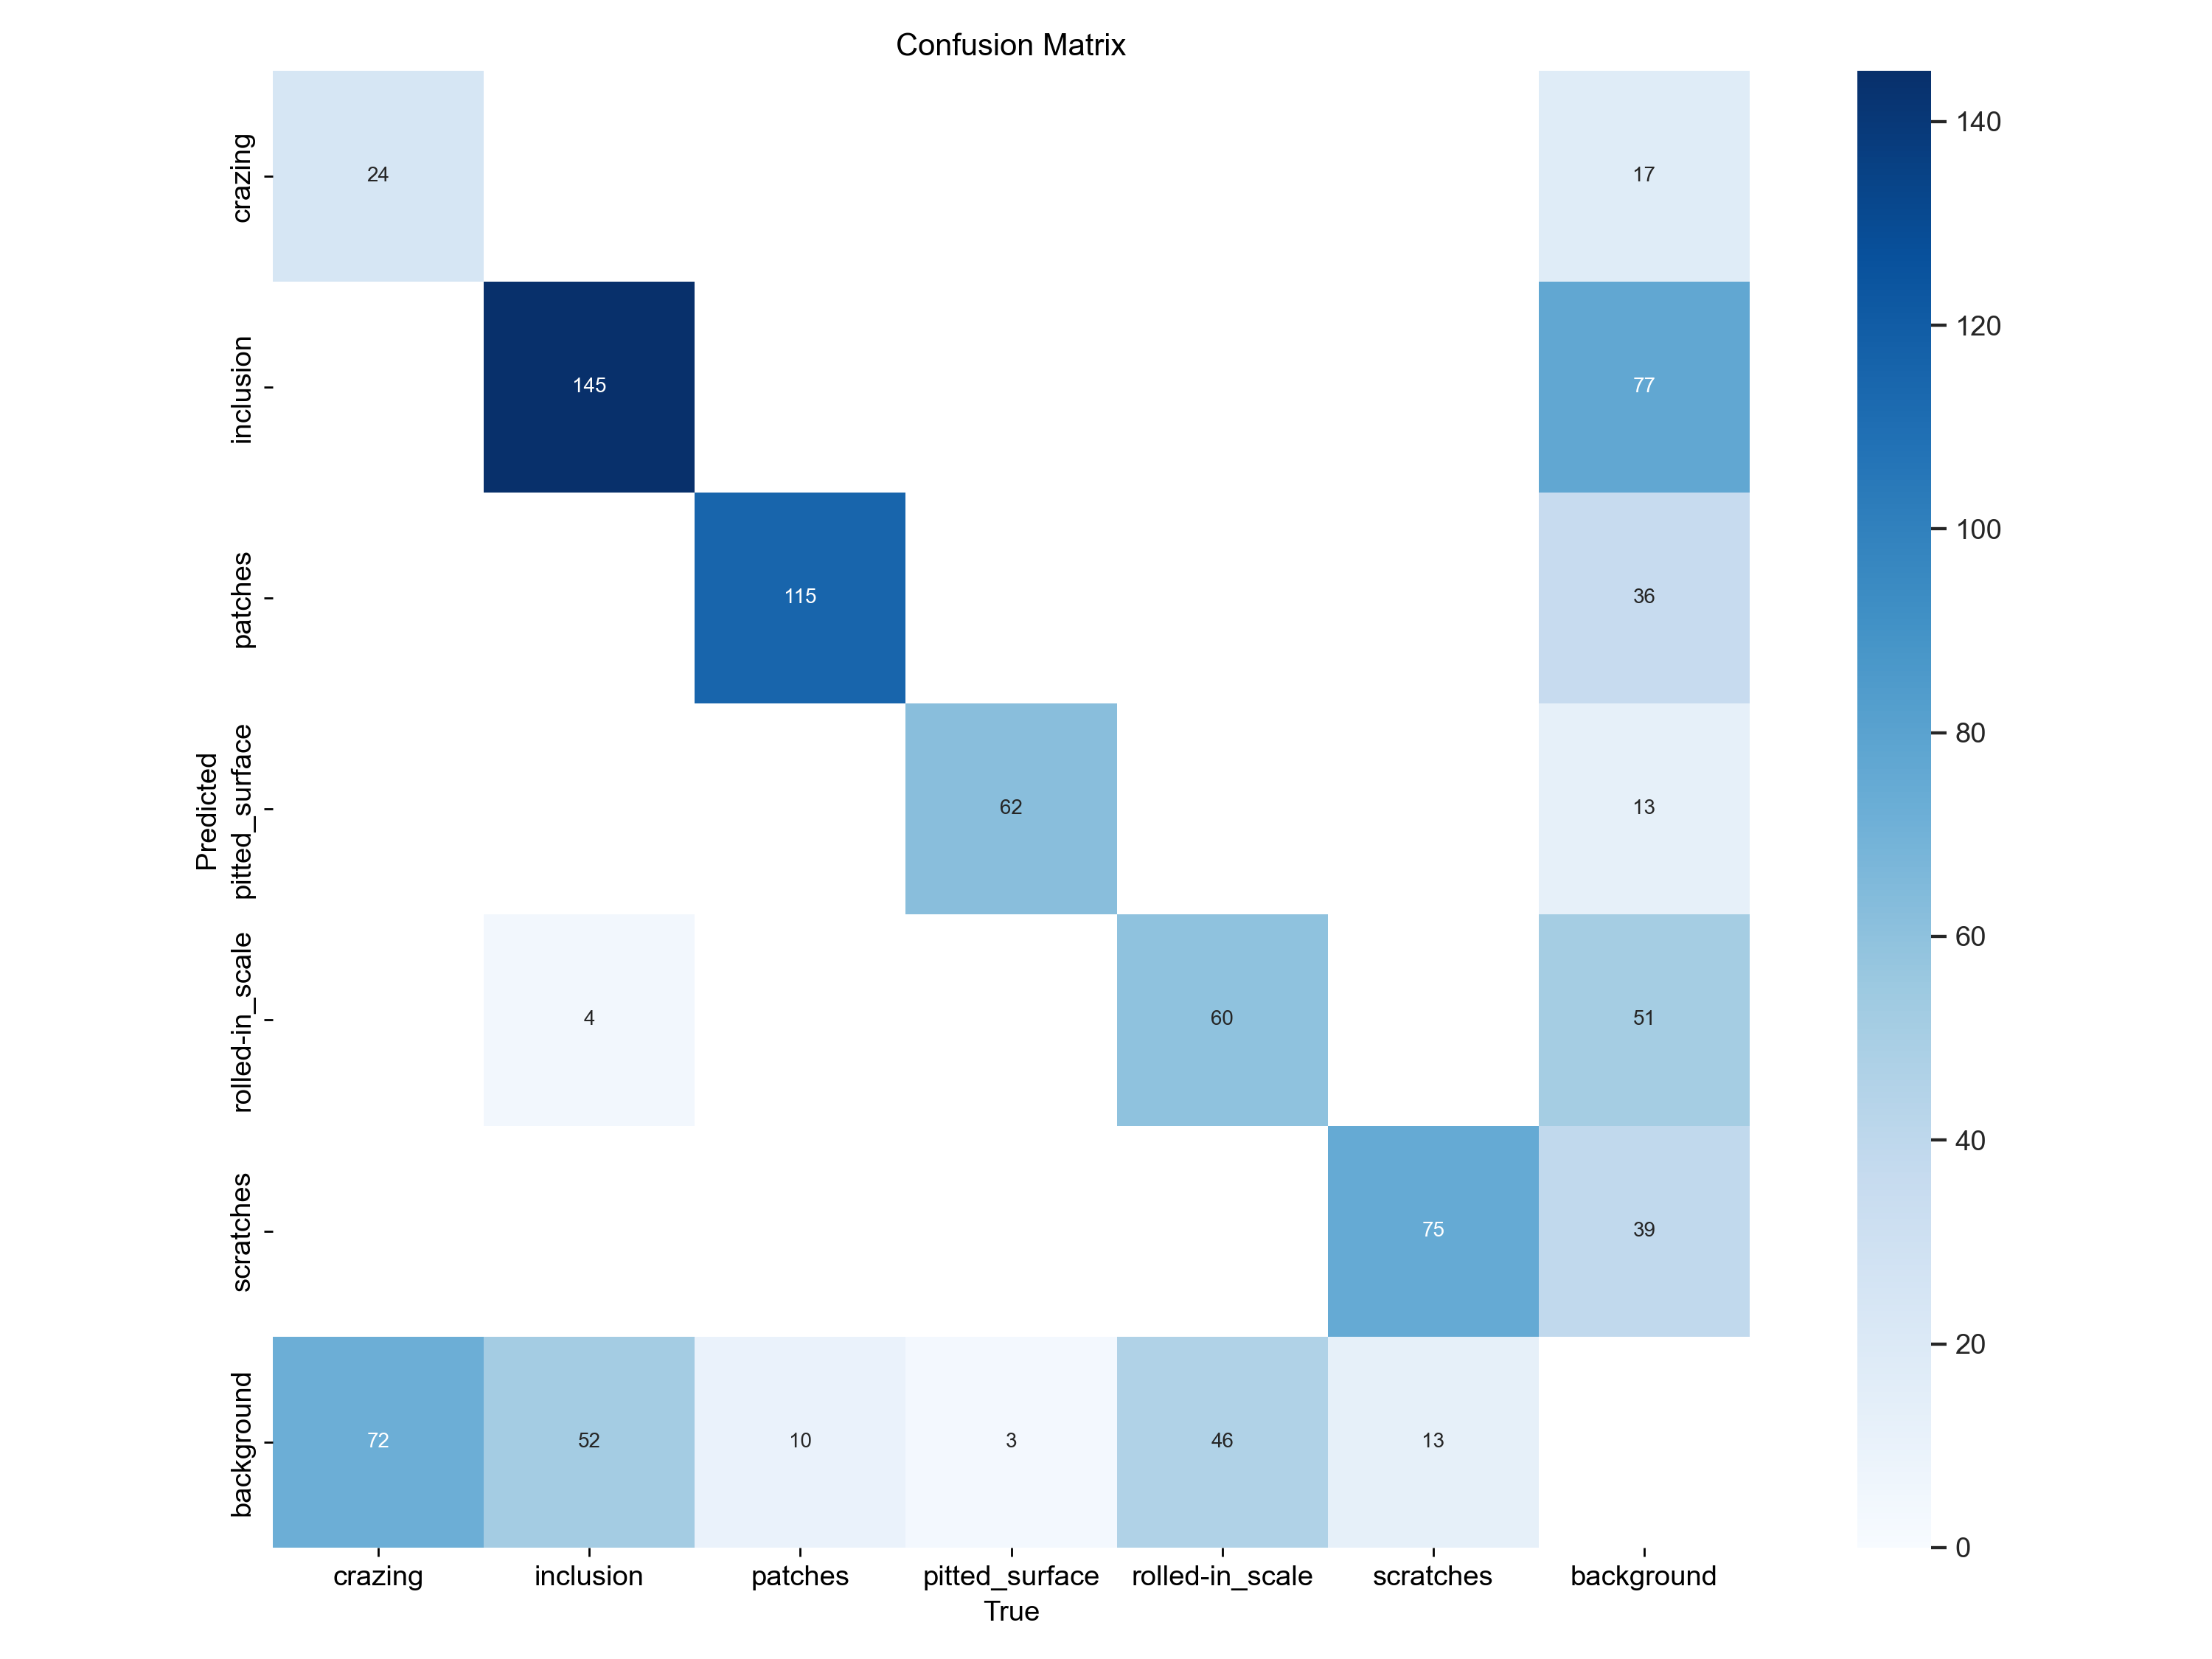 Confusion Matrix
Predicted
crazing
24
17
inclusion
145
77
patches
115
36
pitted_surface
62
13
rolled-in_scale
4
60
51
scratches
75
39
background
72
52
10
3
46
13
crazing
inclusion
patches
pitted_surface
rolled-in_scale
scratches
background
True
140
120
100
80
60
40
20
0